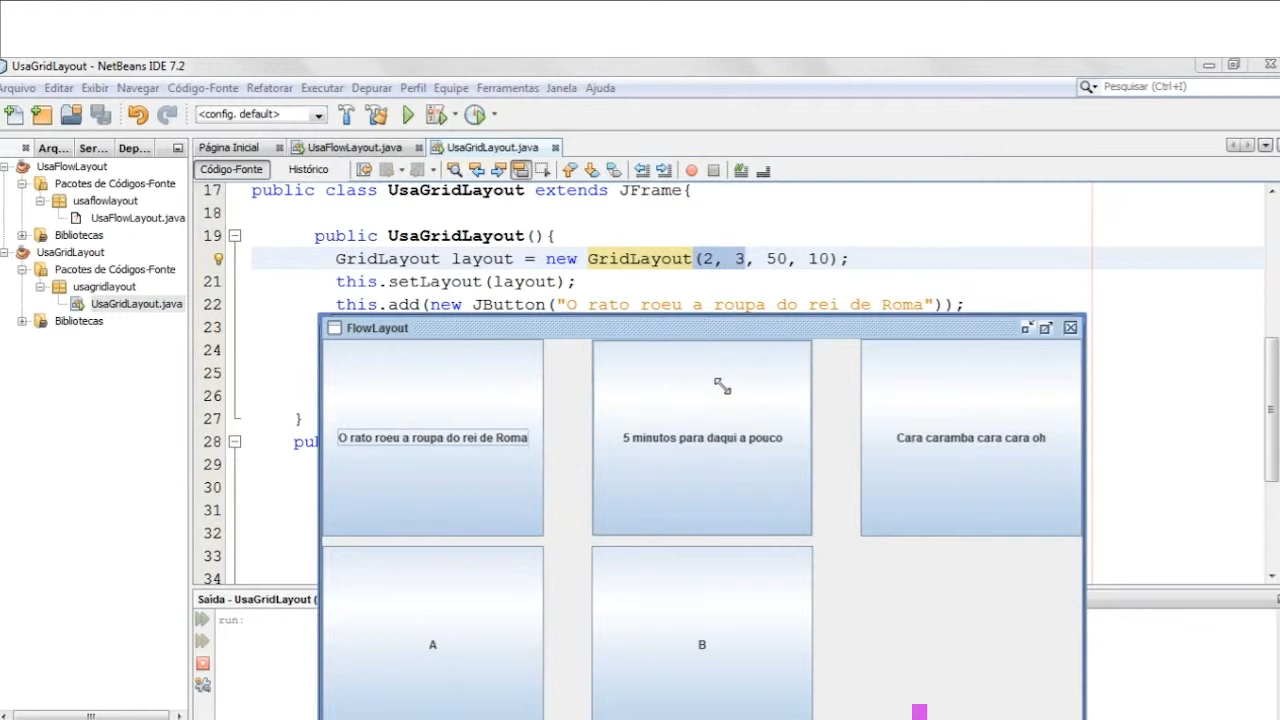 UsaGridLayout - NetBeans IDE 7.2
Arquivo Editar Exibir Navegar Código-Fonte Refatorar Executar Depurar Perfil Equipe Ferramentas Janela Ajuda
Pesquisar (Ctrl+I)
<config. default>
Arq... Ser... Dep...
Página Inicial UsaFlowLayout.java UsaGridLayout.java
Código-Fonte Histórico
UsaFlowLayout
Pacotes de Códigos-Fonte
usaflowlayout
UsaFlowLayout.java
Bibliotecas
UsaGridLayout
Pacotes de Códigos-Fonte
usagridlayout
UsaGridLayout.java
Bibliotecas
17 public class UsaGridLayout extends JFrame{
18
19 public UsaGridLayout(){
GridLayout layout = new GridLayout(2, 3, 50, 10);
21 this.setLayout(layout);
22 this.add(new JButton("O rato roeu a roupa do rei de Roma"));
23
24
25
26
27 }
28 pu
29
30
31
32
33
34
FlowLayout
O rato roeu a roupa do rei de Roma
5 minutos para daqui a pouco
Cara caramba cara cara oh
A
B
Saída - UsaGridLayout (
run: